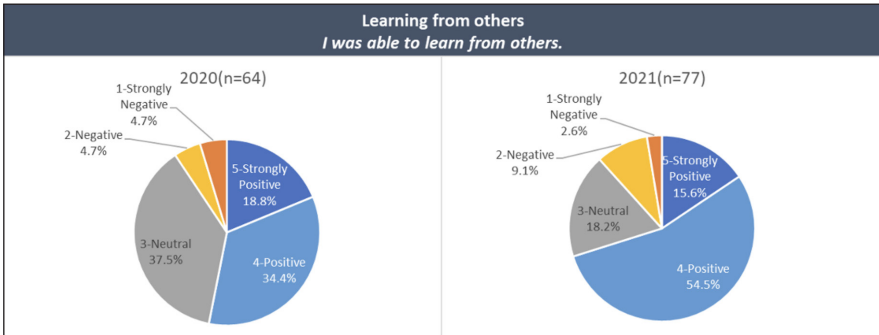 Learning from others
I was able to learn from others.
2020(n=64)
1-Strongly
Negative
4.7%
2-Negative
4.7%
5-Strongly
Positive
18.8%
3-Neutral
37.5%
4-Positive
34.4%
2021(n=77)
1-Strongly
Negative
2.6%
2-Negative
9.1%
5-Strongly
Positive
15.6%
3-Neutral
18.2%
4-Positive
54.5%